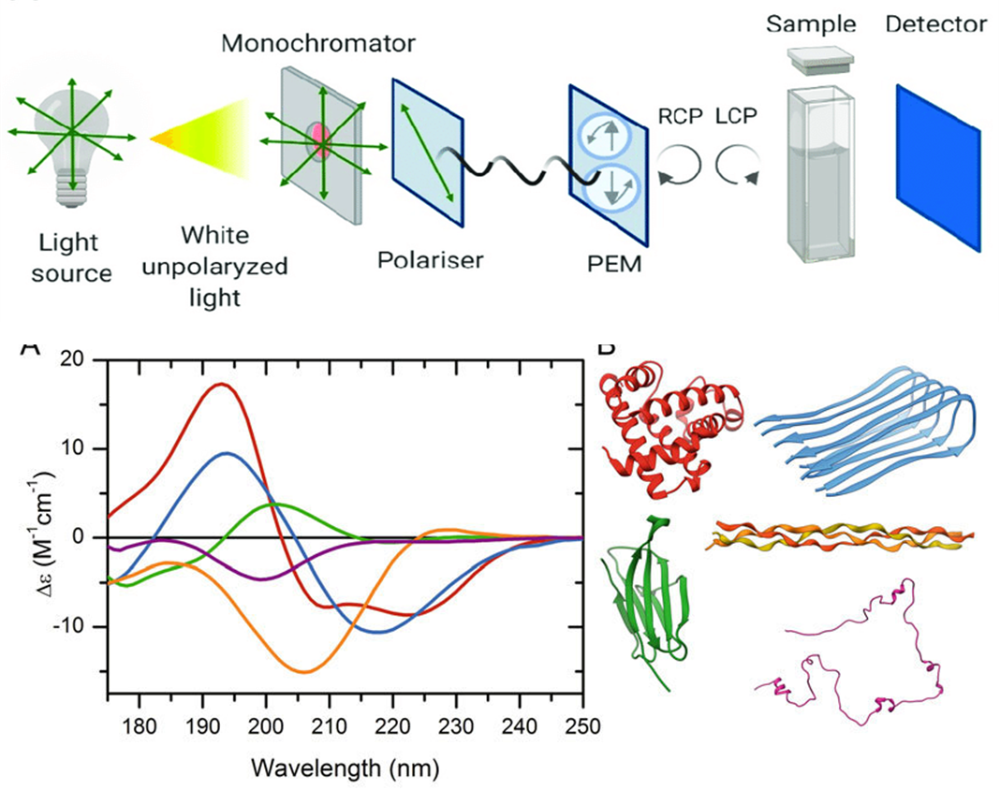 Sample Detector
Monochromator
RCP LCP
Light
source
White
unpolaryzed
light
Polariser
PEM
A
B
20
10
0
-10
Δε (M⁻¹cm⁻¹)
180 190 200 210 220 230 240 250
Wavelength (nm)